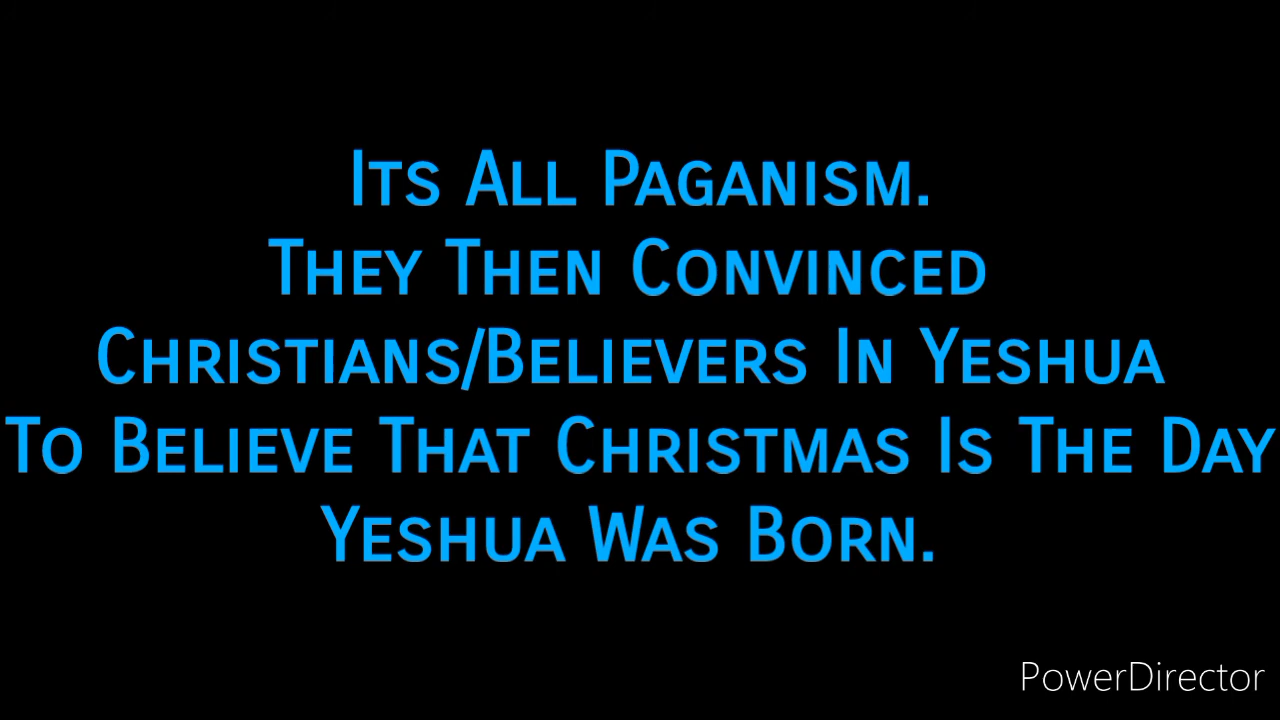 Its All Paganism.
They Then Convinced
Christians/Believers In Yeshua
To Believe That Christmas Is The Day
Yeshua Was Born.
PowerDirector